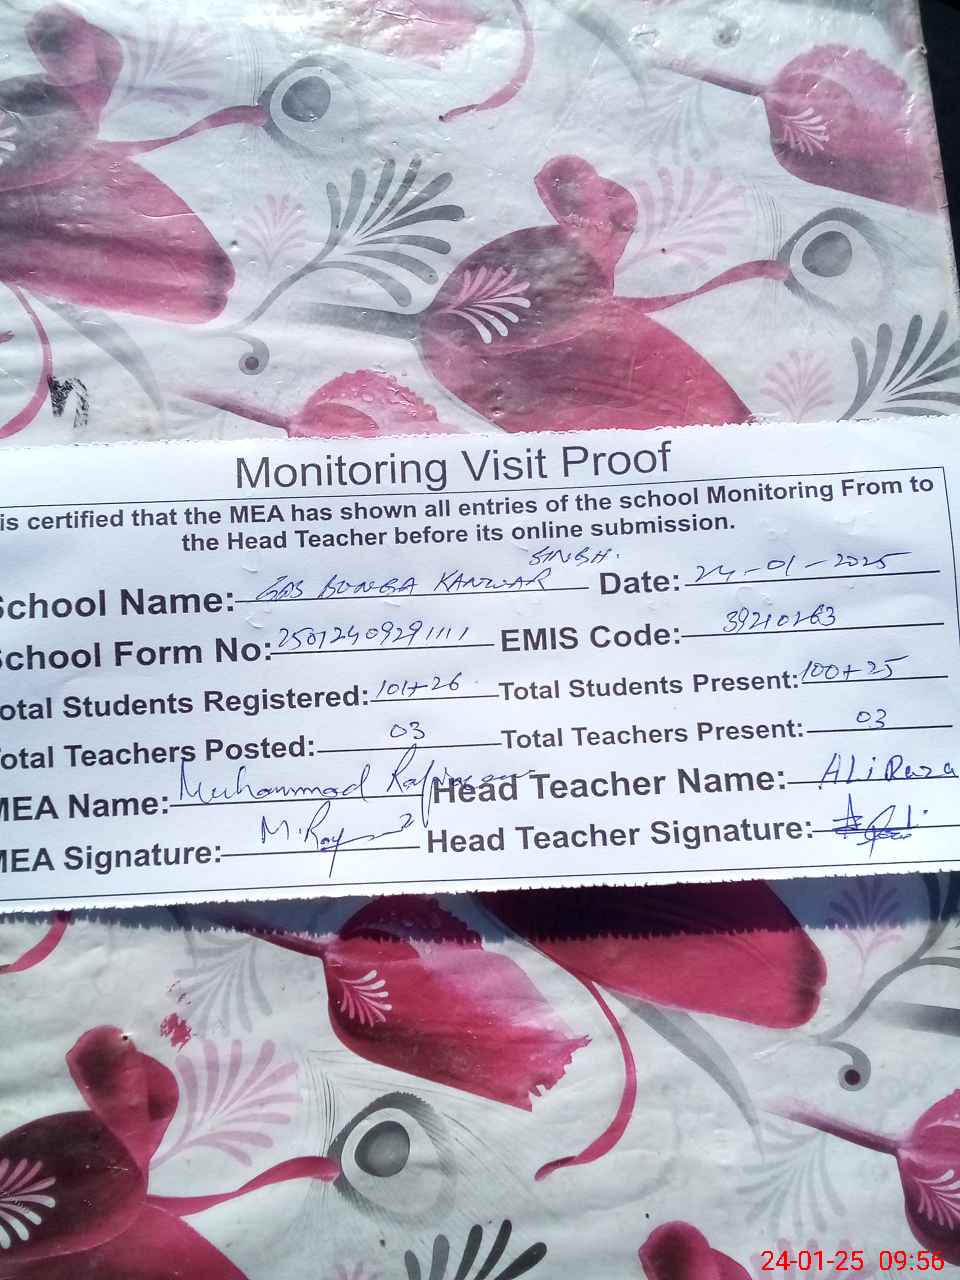 Monitoring Visit Proof
is certified that the MEA has shown all entries of the school Monitoring From to
the Head Teacher before its online submission.
School Name: GBS BONGA KANWAR SINGH. Date: 24-01-2025
School Form No: 25012409291111 EMIS Code: 39210263
otal Students Registered: 101+26 Total Students Present: 100+25
otal Teachers Posted: 03 Total Teachers Present: 03
MEA Name: Muhammad Head Teacher Name: ALi Raza
MEA Signature: Head Teacher Signature:
24-01-25 09:56